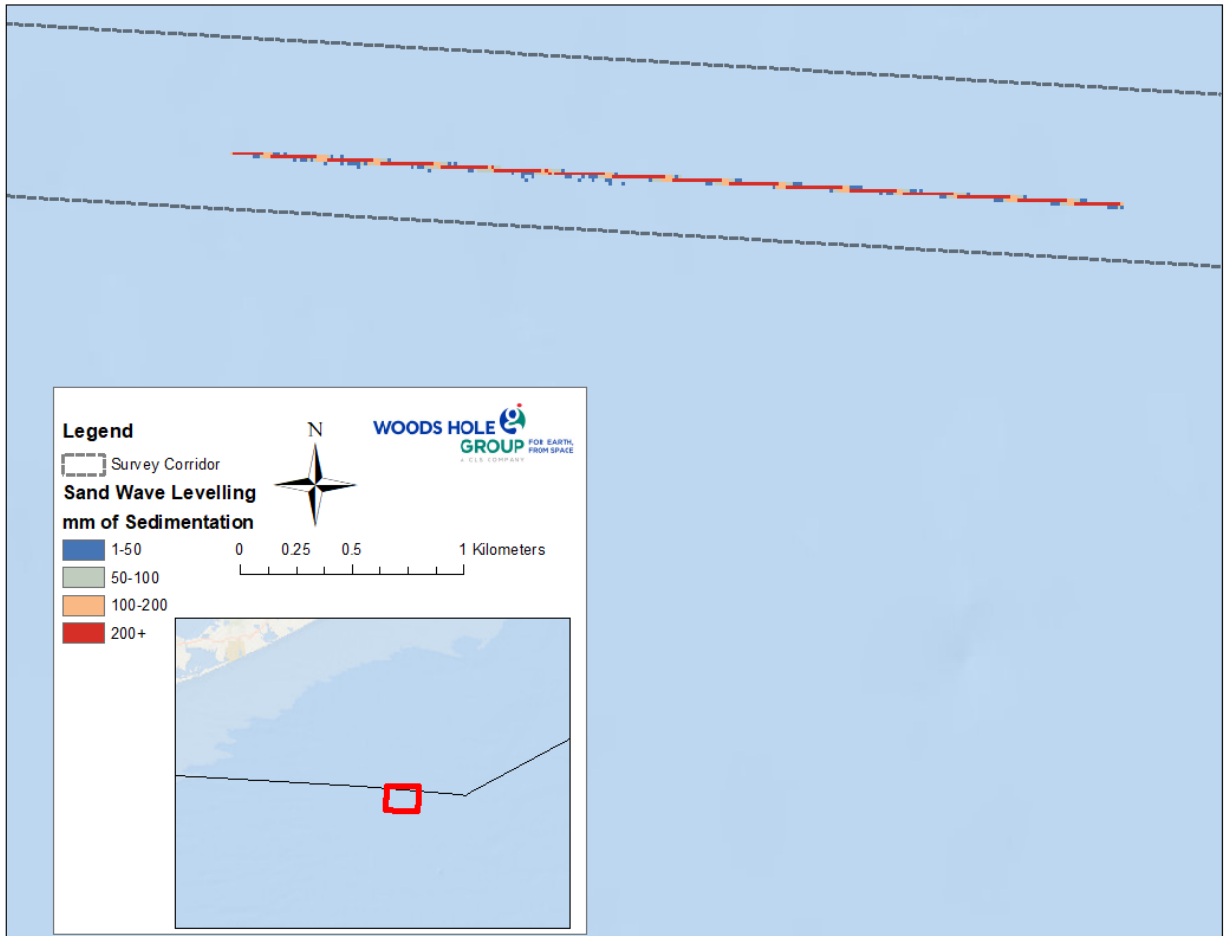 Legend
N
WOODS HOLE
GROUP
FOR EARTH,
FROM SPACE
A CLS COMPANY
Survey Corridor
Sand Wave Levelling
mm of Sedimentation
1-50
50-100
100-200
200+
0 0.25 0.5 1 Kilometers